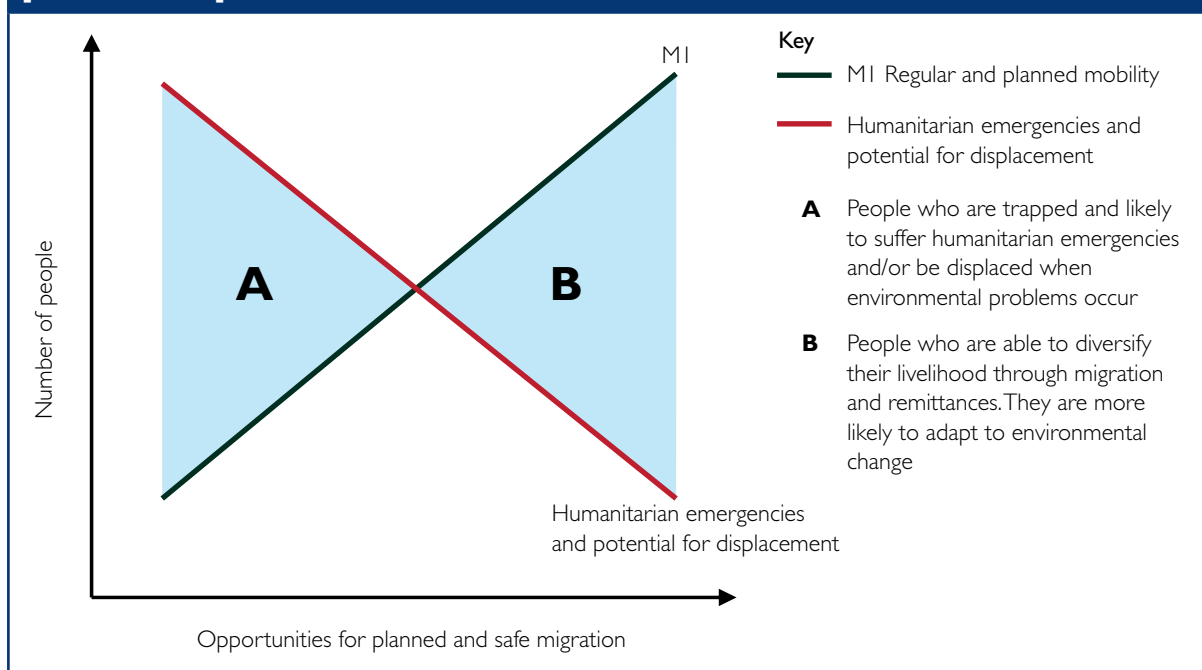 Number of people
A
B
M1
Humanitarian emergencies
and potential for displacement
Opportunities for planned and safe migration
Key
M1 Regular and planned mobility
Humanitarian emergencies and
potential for displacement
A People who are trapped and likely
to suffer humanitarian emergencies
and/or be displaced when
environmental problems occur
B People who are able to diversify
their livelihood through migration
and remittances. They are more
likely to adapt to environmental
change